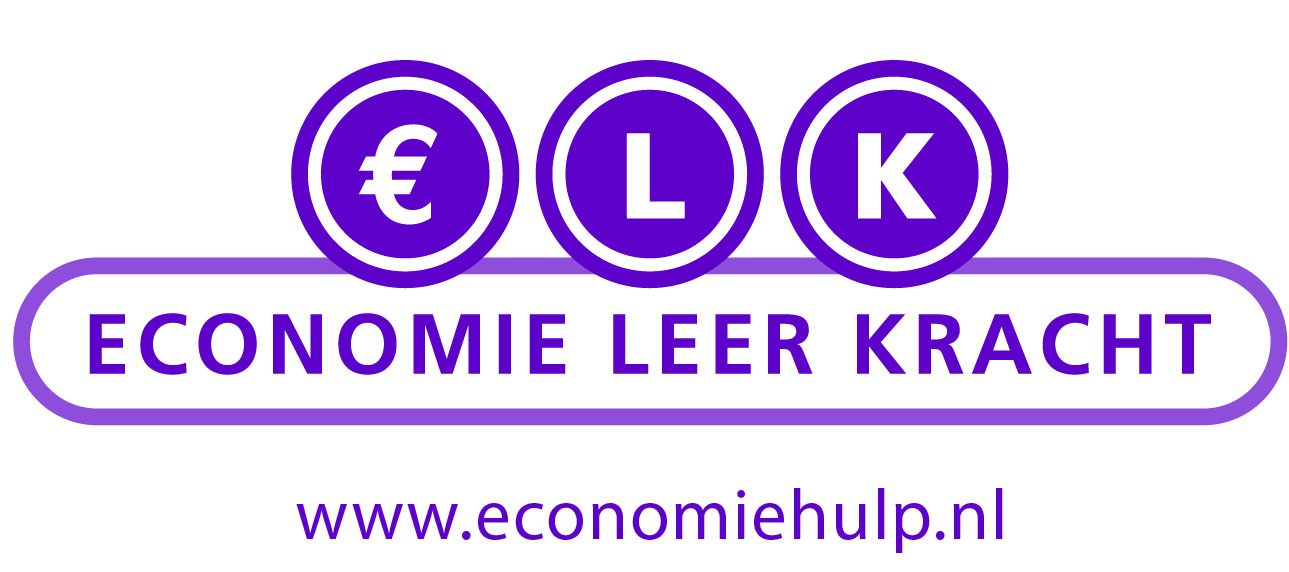 € L K
ECONOMIE LEER KRACHT
www.economiehulp.nl